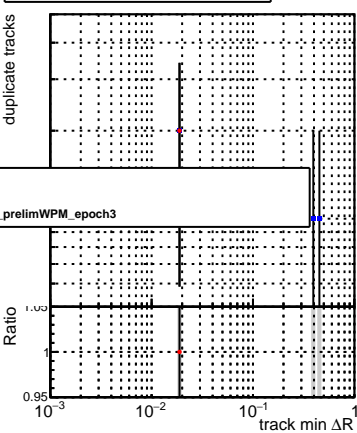 duplicate tracks
_prelimWPM_epoch3
Ratio
1.05
1
0.95
10⁻³ 10⁻² 10⁻¹ 1
track min ΔR